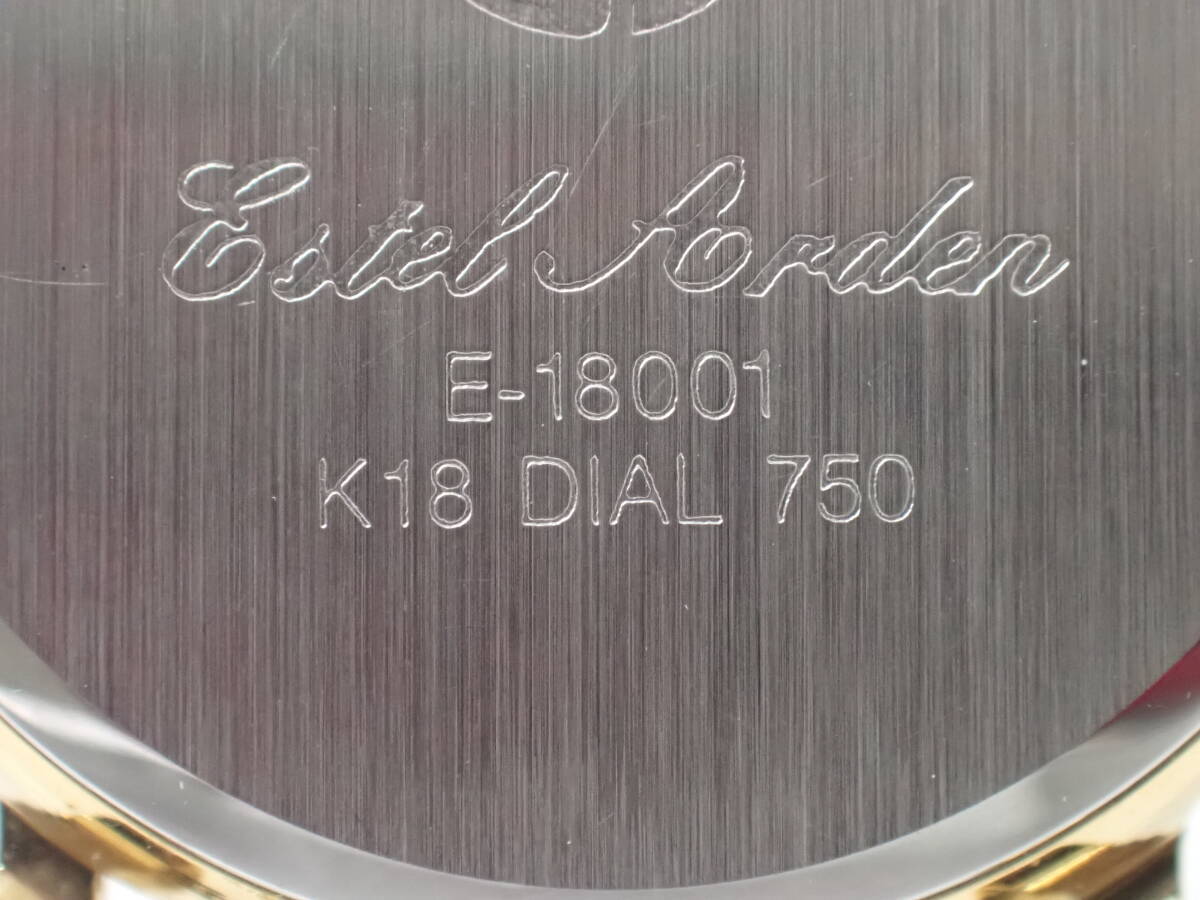 Estel Arden
E-18001
K18 DIAL 750